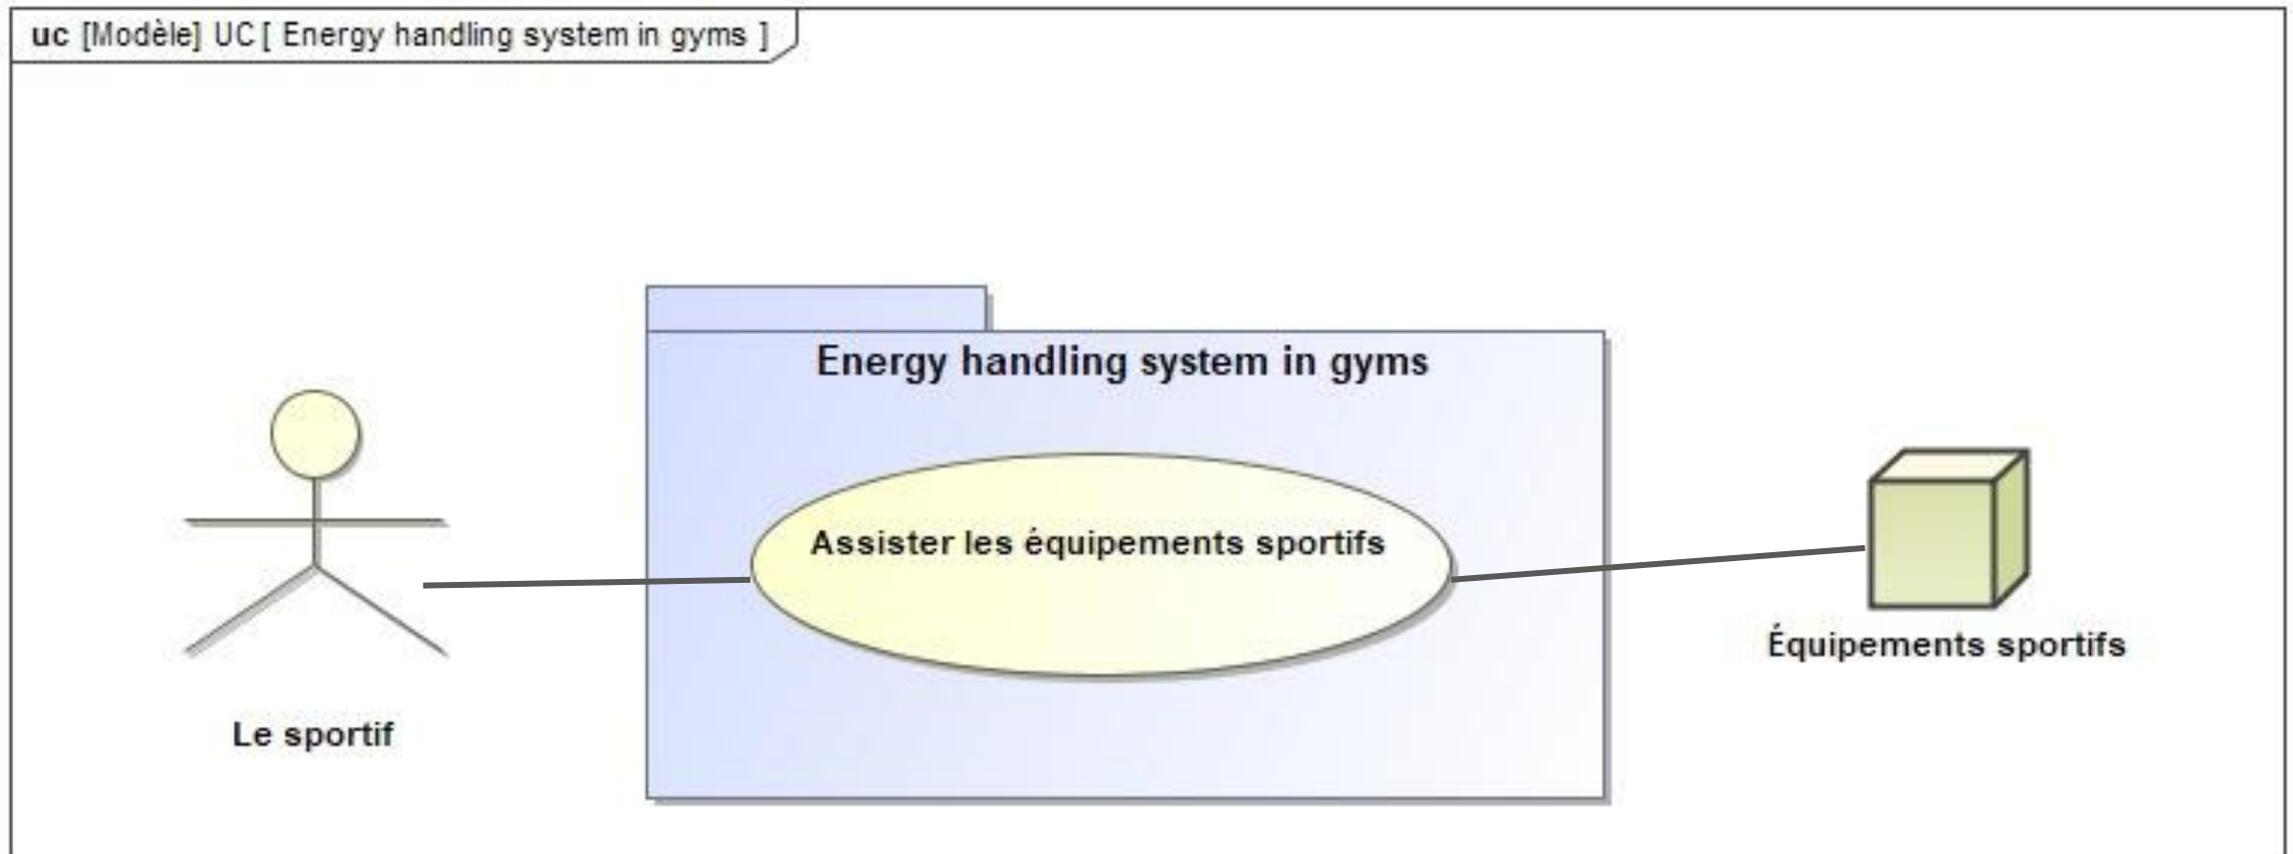 uc [Modèle] UC [ Energy handling system in gyms ]
Energy handling system in gyms
Assister les équipements sportifs
Équipements sportifs
Le sportif